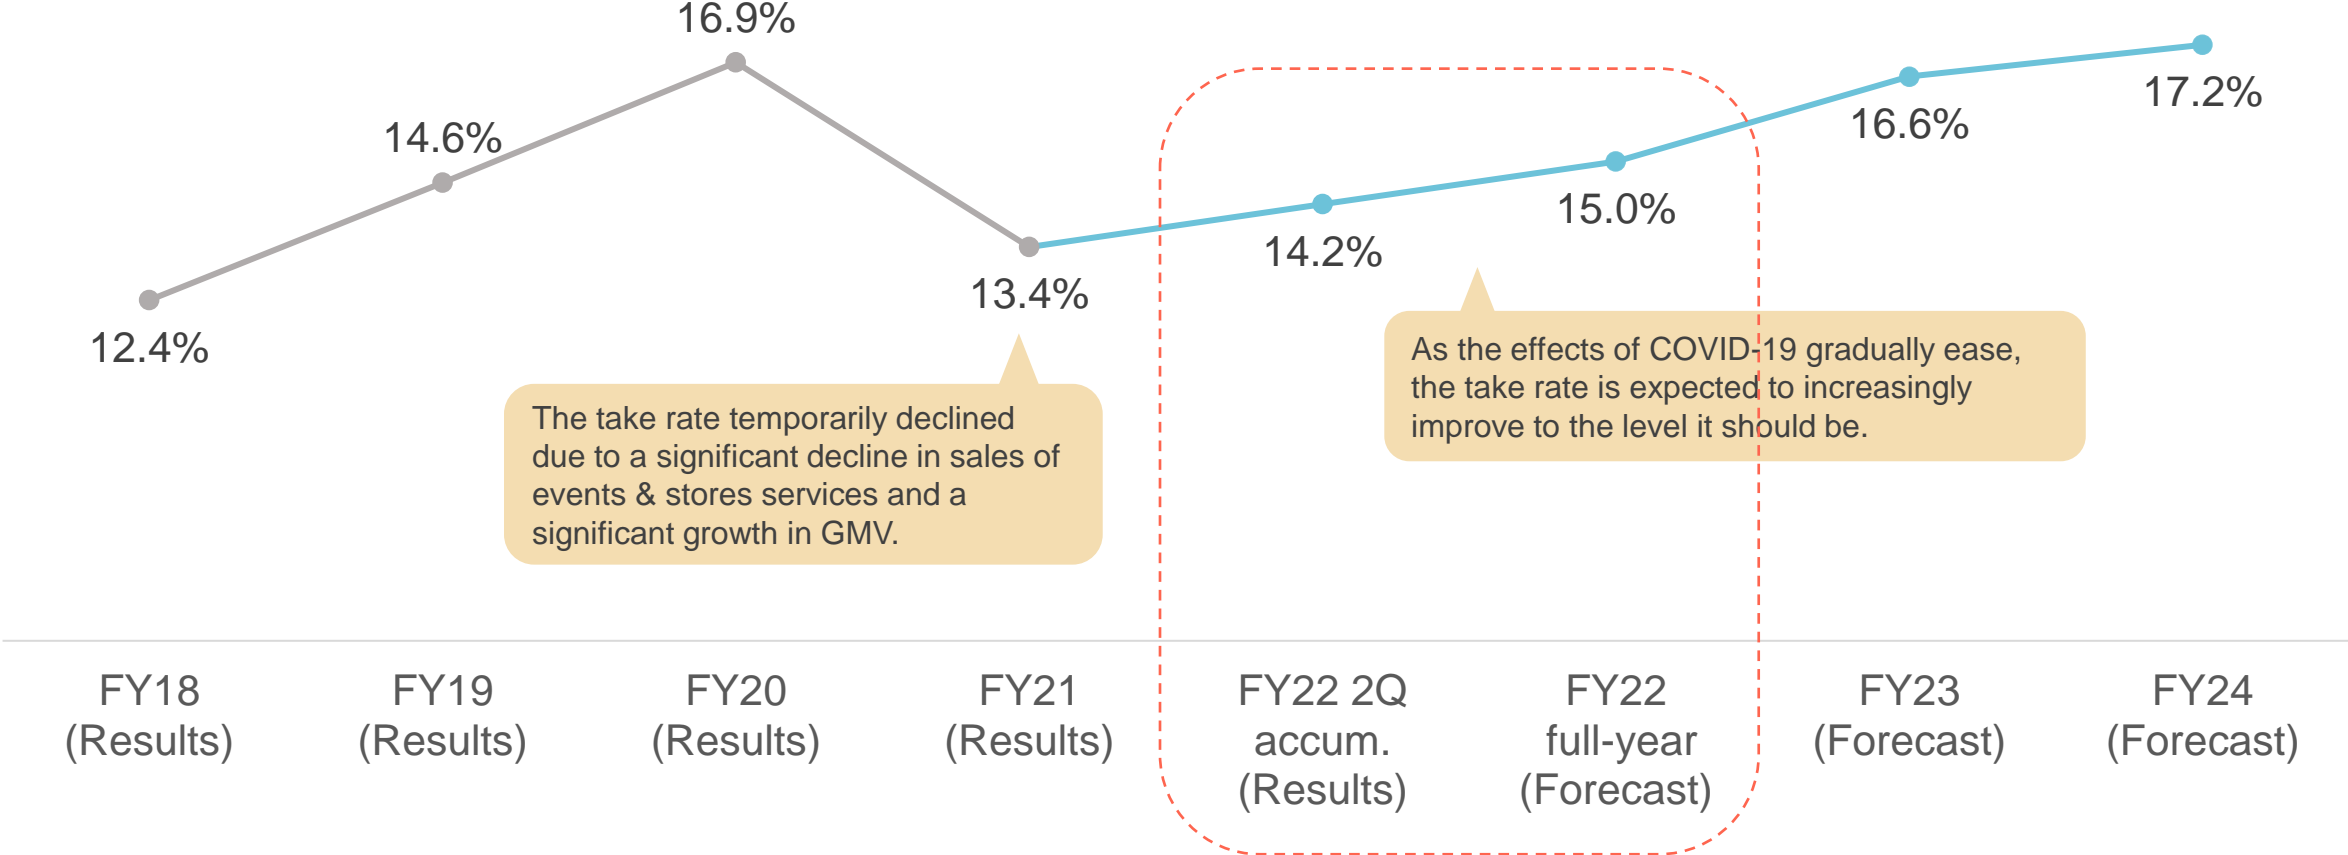 16.9%
14.6%
12.4%
13.4%
14.2%
15.0%
16.6%
17.2%
The take rate temporarily declined
due to a significant decline in sales of
events & stores services and a
significant growth in GMV.
As the effects of COVID-19 gradually ease,
the take rate is expected to increasingly
improve to the level it should be.
FY18
(Results)
FY19
(Results)
FY20
(Results)
FY21
(Results)
FY22 2Q
accum.
(Results)
FY22
full-year
(Forecast)
FY23
(Forecast)
FY24
(Forecast)